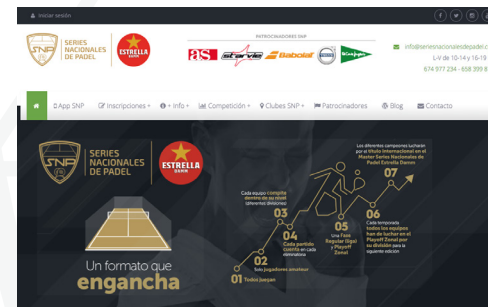 Iniciar sesión
PATROCINADORES SNP
SNP
SERIES
NACIONALES
DE PADEL
ESTRELLA
DAMM
as
starvie
Babolat
El Corte Inglés
info@seriesnacionalesdepadel.c
L-V de 10-14 y 16-19
674 977 234 - 658 399 8
App SNP
Inscripciones
+ info
Competición
Clubes SNP
Patrocinadores
Blog
Contacto
SNP
SERIES
NACIONALES
DE PADEL
ESTRELLA
DAMM
Un formato que
engancha
01 Todos juegan
02
Solo jugadores amateur
Cada equipo compite
dentro de su nivel
(diferentes divisiones)
03
04
Cada partido
cuenta en cada
eliminatoria
05
Una Fase
Regular (liga)
y Playoff
Zonal
06
Cada temporada
todos los equipos
han de luchar en el
Playoff Zonal por
su división para la
siguiente edición
Los diferentes campeones lucharán
por el título Internacional en el
Master Series Nacionales de
Padel Estrella Damm
07